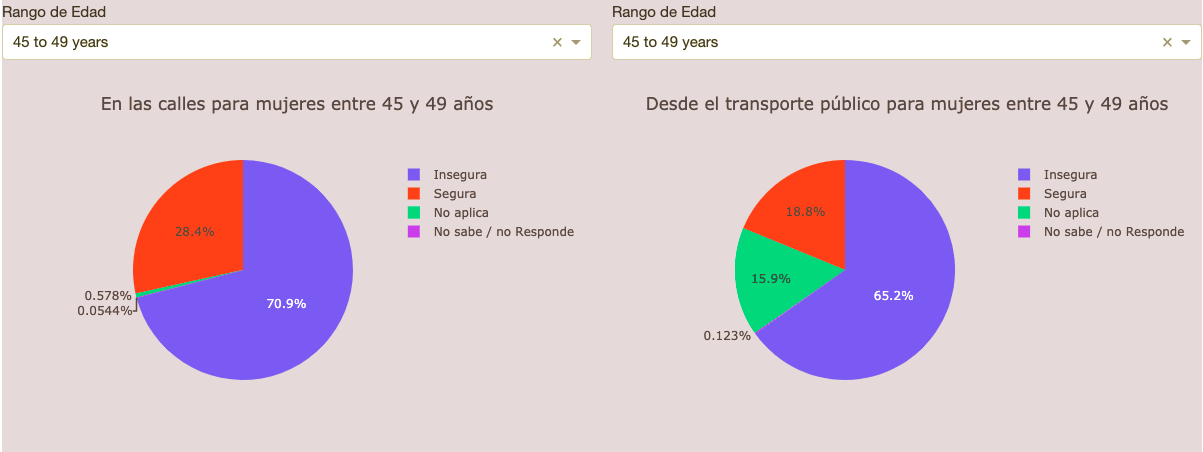 Rango de Edad
45 to 49 years
En las calles para mujeres entre 45 y 49 años
Insegura
Segura
No aplica
No sabe / no Responde
28.4%
0.578%
0.0544%
70.9%
Rango de Edad
45 to 49 years
Desde el transporte público para mujeres entre 45 y 49 años
Insegura
Segura
No aplica
No sabe / no Responde
18.8%
15.9%
65.2%
0.123%